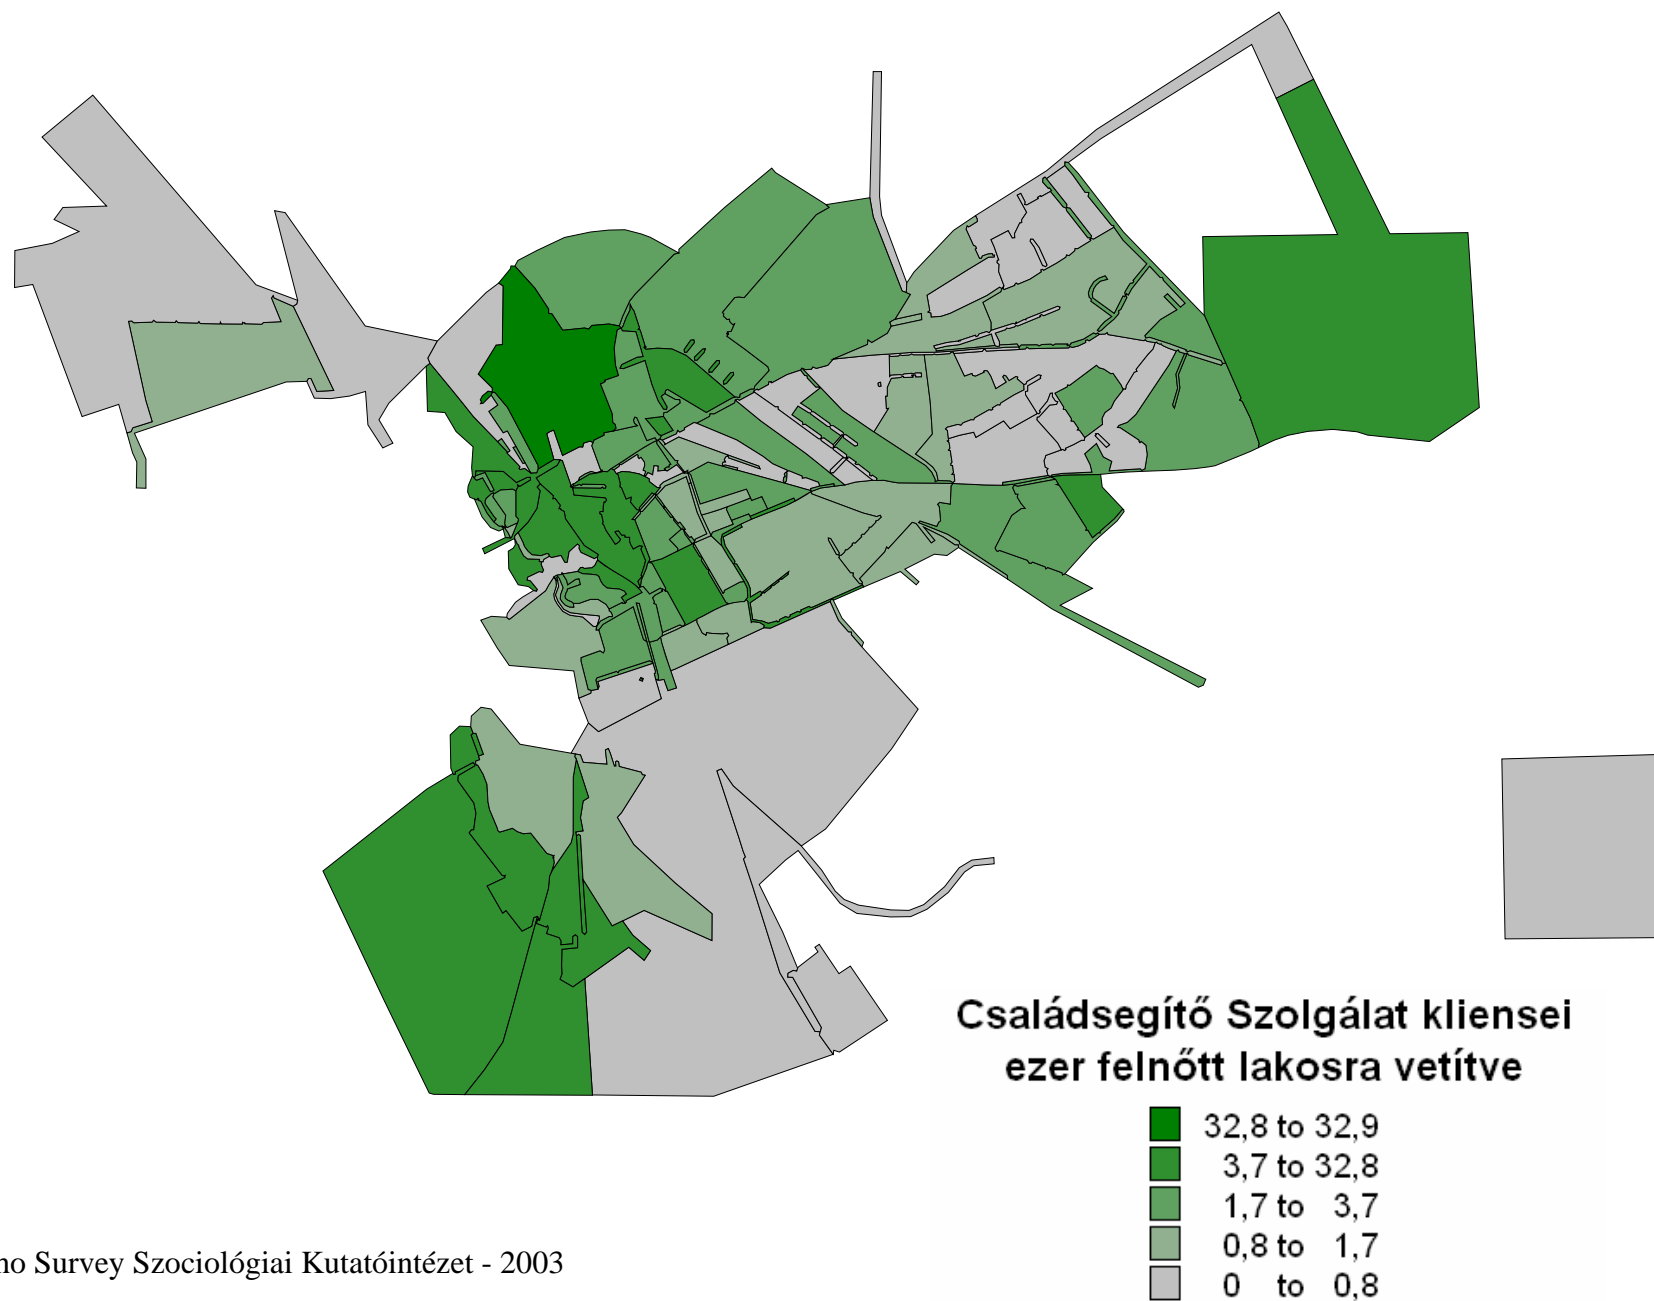 Családsegítő Szolgálat kliensei
ezer felnőtt lakosra vetítve
32,8 to 32,9
3,7 to 32,8
1,7 to 3,7
0,8 to 1,7
0 to 0,8
Survey Szociológiai Kutatóintézet - 2003